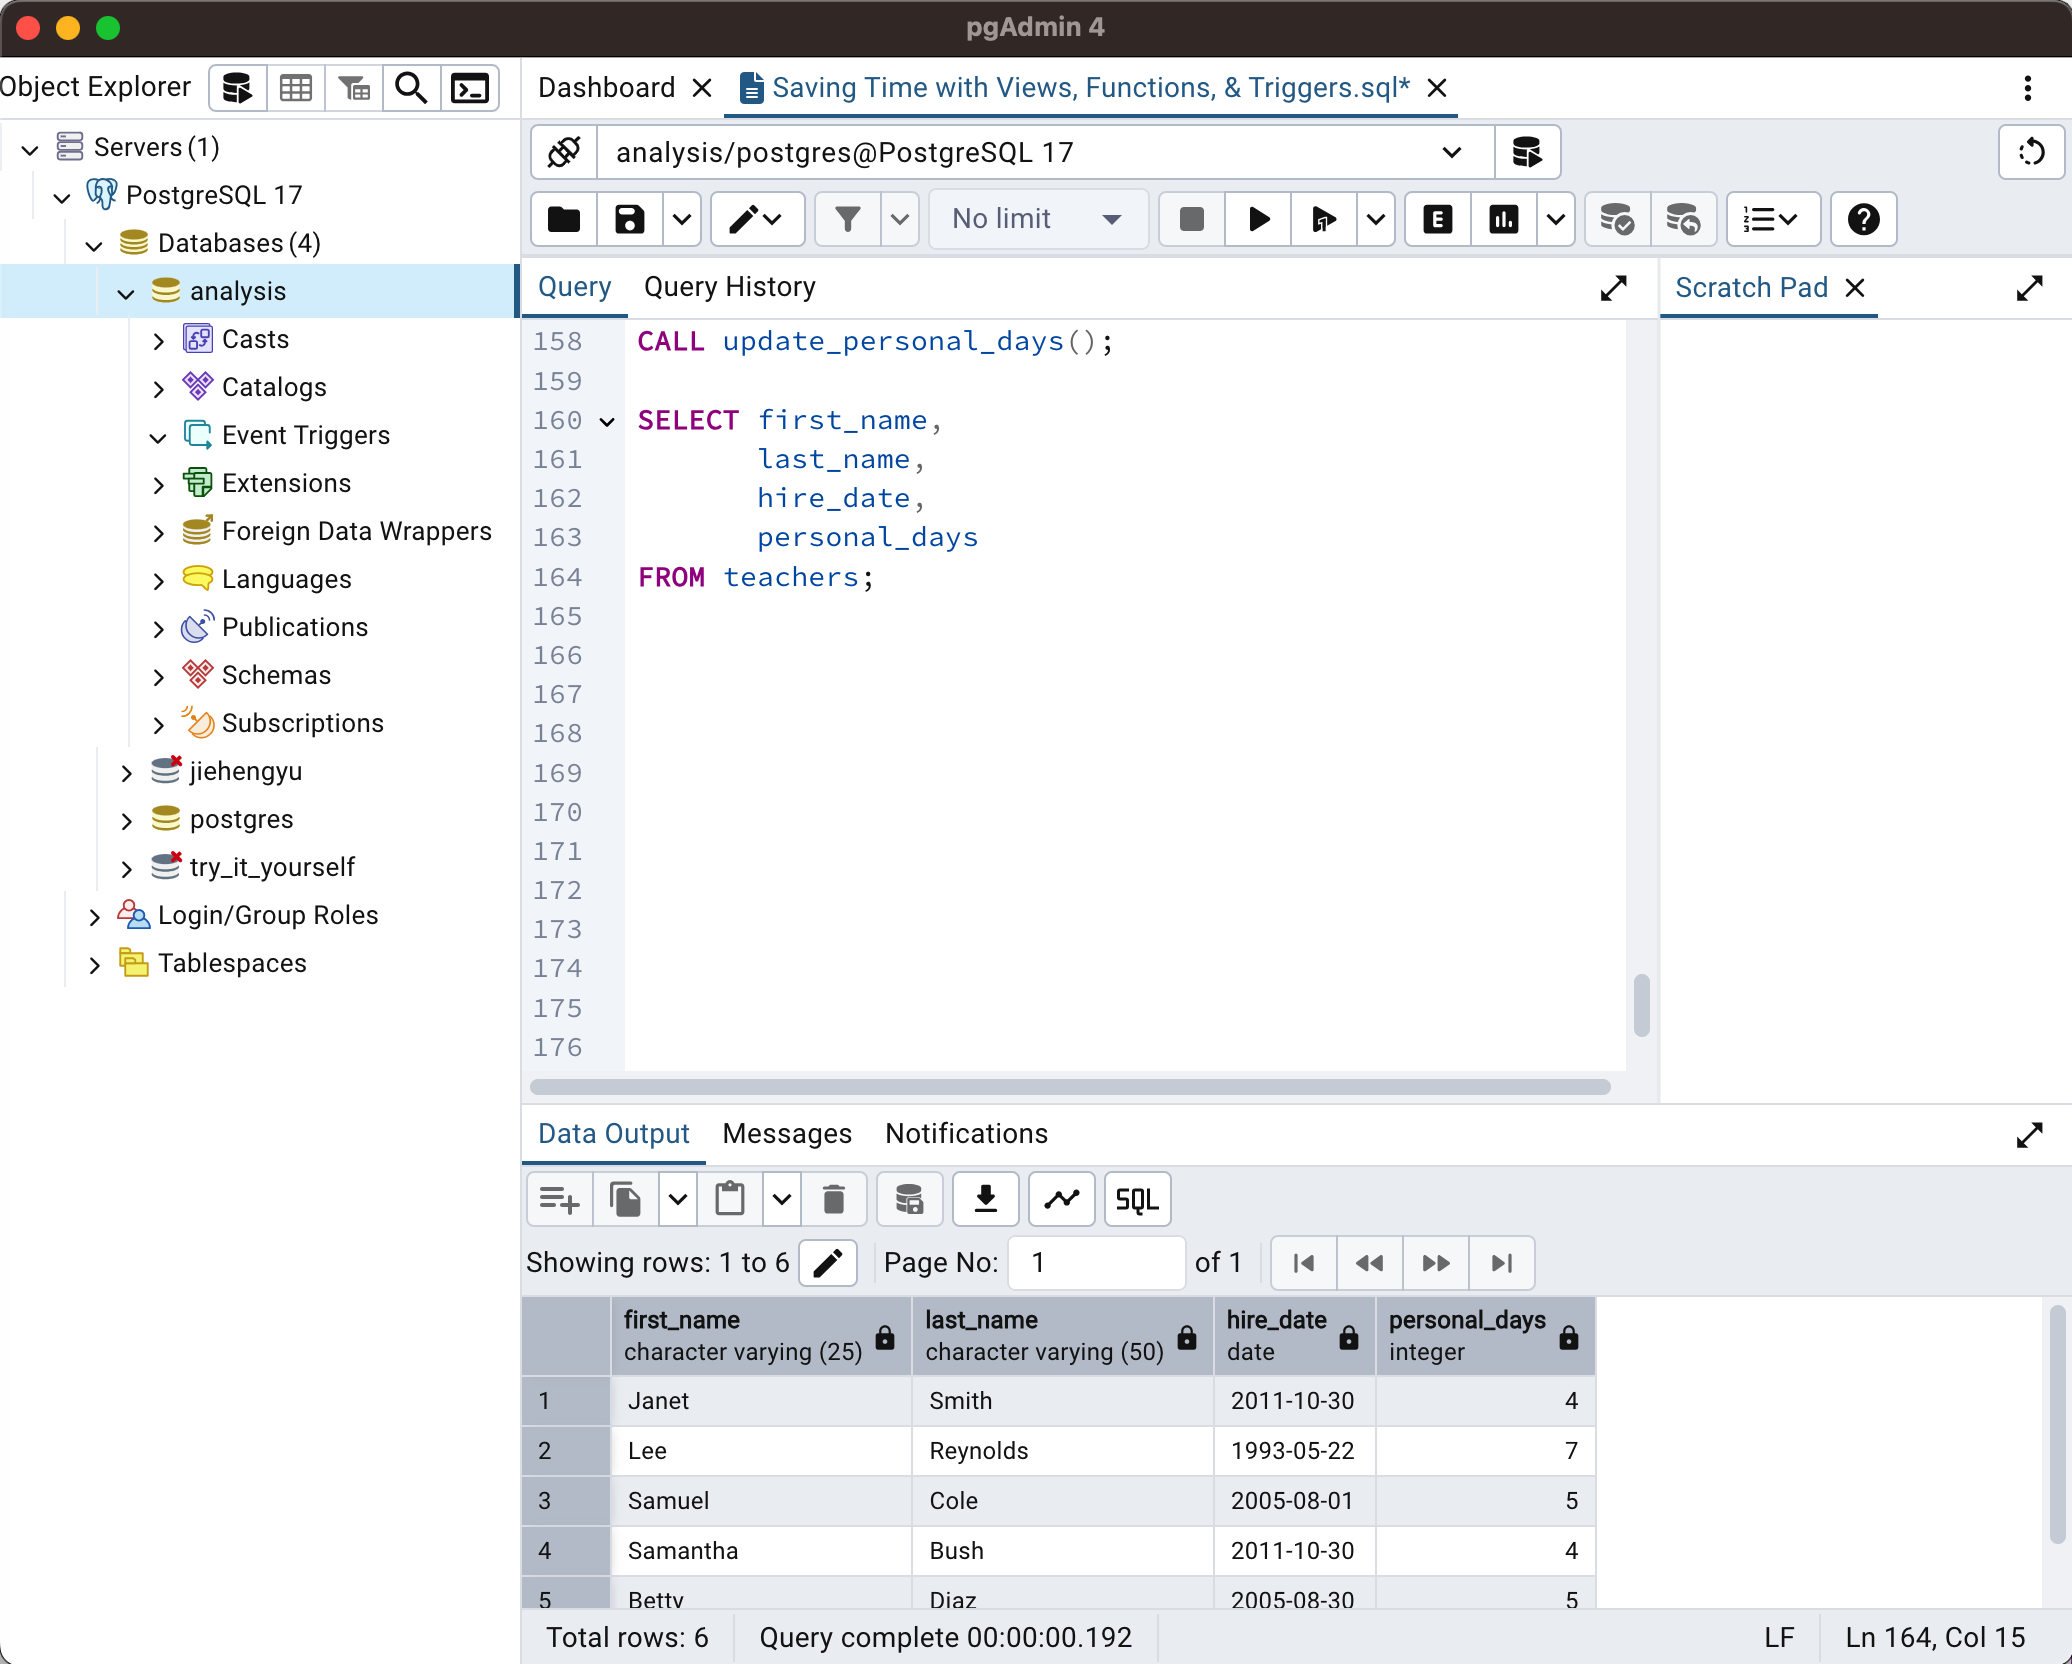 pgAdmin 4
Object Explorer
Dashboard
Saving Time with Views, Functions, & Triggers.sql*
Servers (1)
PostgreSQL 17
Databases (4)
analysis
Casts
Catalogs
Event Triggers
Extensions
Foreign Data Wrappers
Languages
Publications
Schemas
Subscriptions
jiehengyu
postgres
try_it_yourself
Login/Group Roles
Tablespaces
analysis/postgres@PostgreSQL 17
No limit
E
Query
Query History
Scratch Pad
158 CALL update_personal_days();
159
160 SELECT first_name,
161 last_name,
162 hire_date,
163 personal_days
164 FROM teachers;
165
166
167
168
169
170
171
172
173
174
175
176
Data Output
Messages
Notifications
SQL
Showing rows: 1 to 6
Page No: 1 of 1
first_name last_name hire_date personal_days
character varying (25) character varying (50) date integer
1 Janet Smith 2011-10-30 4
2 Lee Reynolds 1993-05-22 7
3 Samuel Cole 2005-08-01 5
4 Samantha Bush 2011-10-30 4
5 Betty Diaz 2005-08-30 5
Total rows: 6
Query complete 00:00:00.192
LF
Ln 164, Col 15